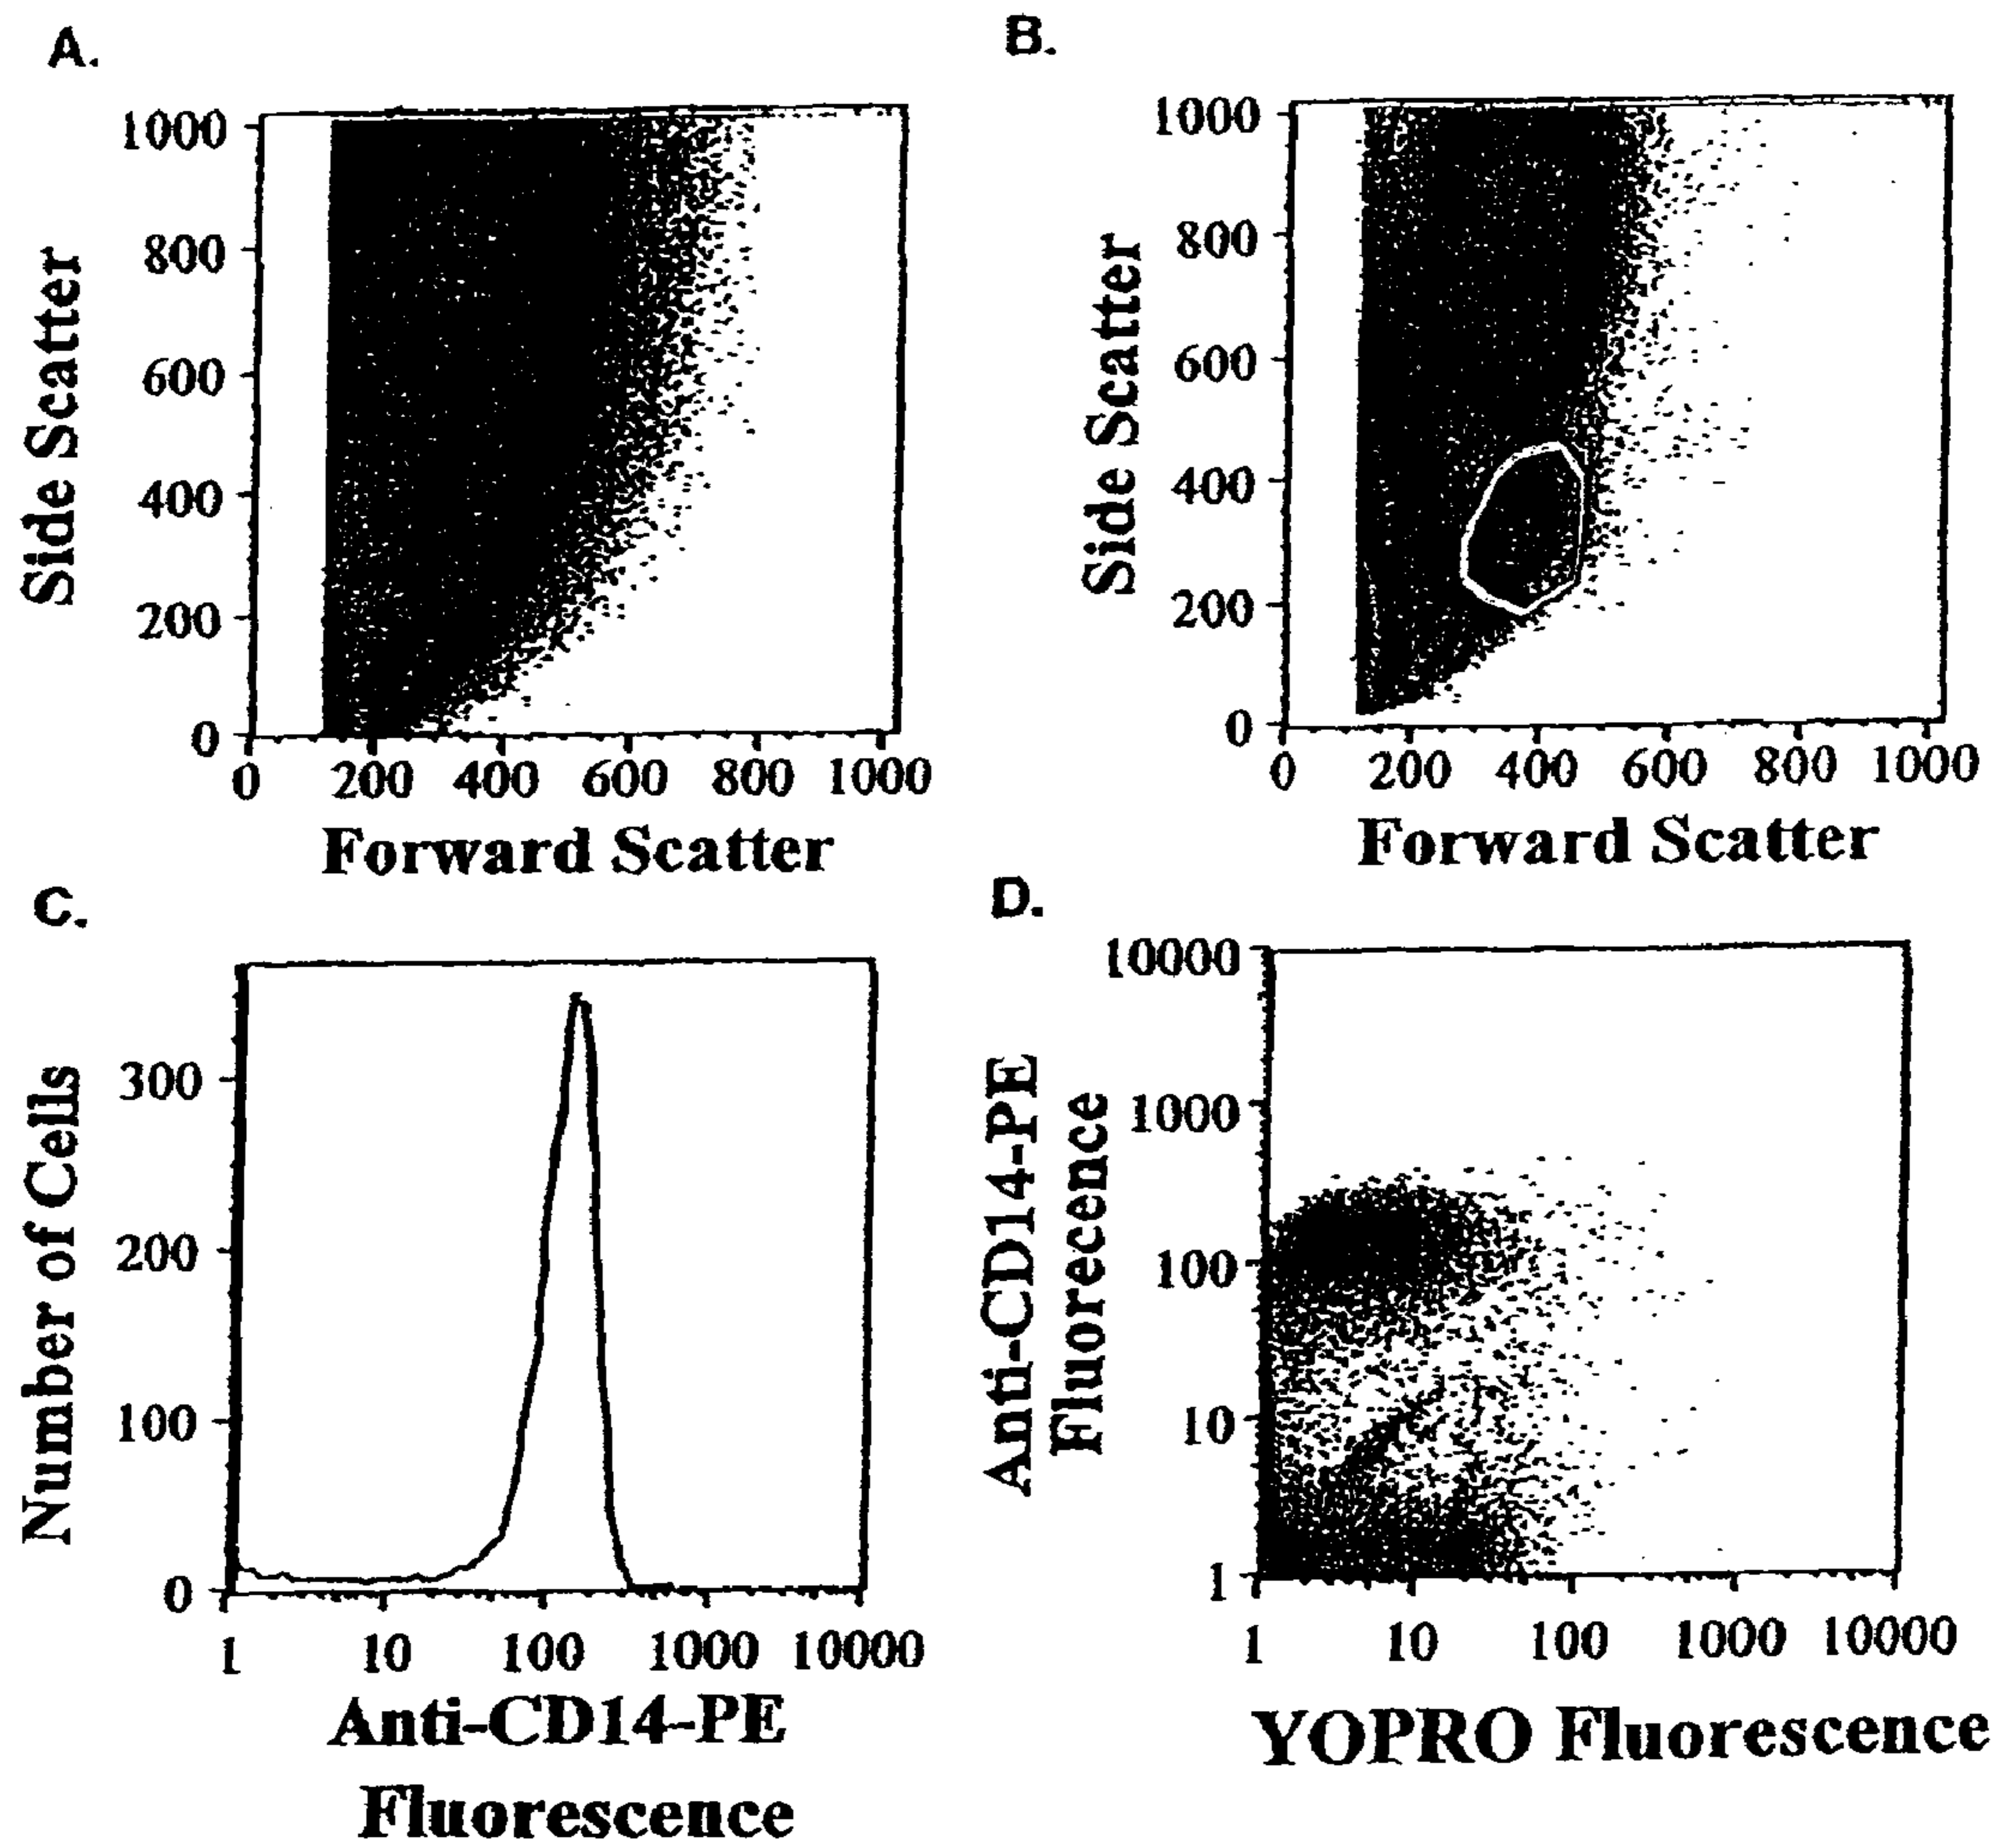 A.
1000
800
600
400
200
0
0 200 400 600 800 1000
Side Scatter
Forward Scatter
B.
1000
800
600
400
200
0
0 200 400 600 800 1000
Side Scatter
Forward Scatter
C.
300
200
100
0
1 10 100 1000 10000
Number of Cells
Anti-CD14-PE
Fluorescence
D.
10000
1000
100
10
1
1 10 100 1000 10000
Anti-CD14-PE
Fluorecence
YOPRO Fluorescence